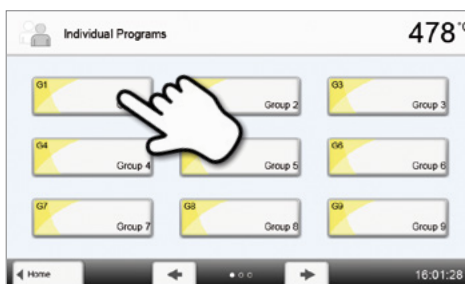 Individual Programs 478 °C
G1 Group 2 G3 Group 3
G4 Group 4 Group 5 G6 Group 6
G7 Group 7 G8 Group 8 G9 Group 9
Home 16:01:28